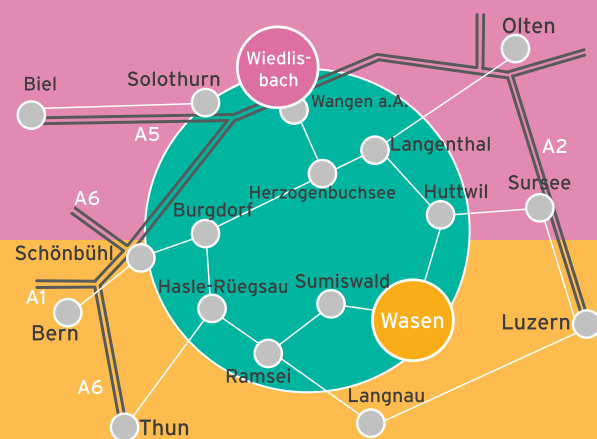 Olten
Wiedlis-
bach
Biel
Solothurn
Wangen a.A.
A5
Langenthal
A2
Herzogenbuchsee
Huttwil
Sursee
A6
Burgdorf
Schönbühl
Hasle-Rüegsau
Sumiswald
A1
Bern
Wasen
Luzern
Ramsei
A6
Langnau
Thun